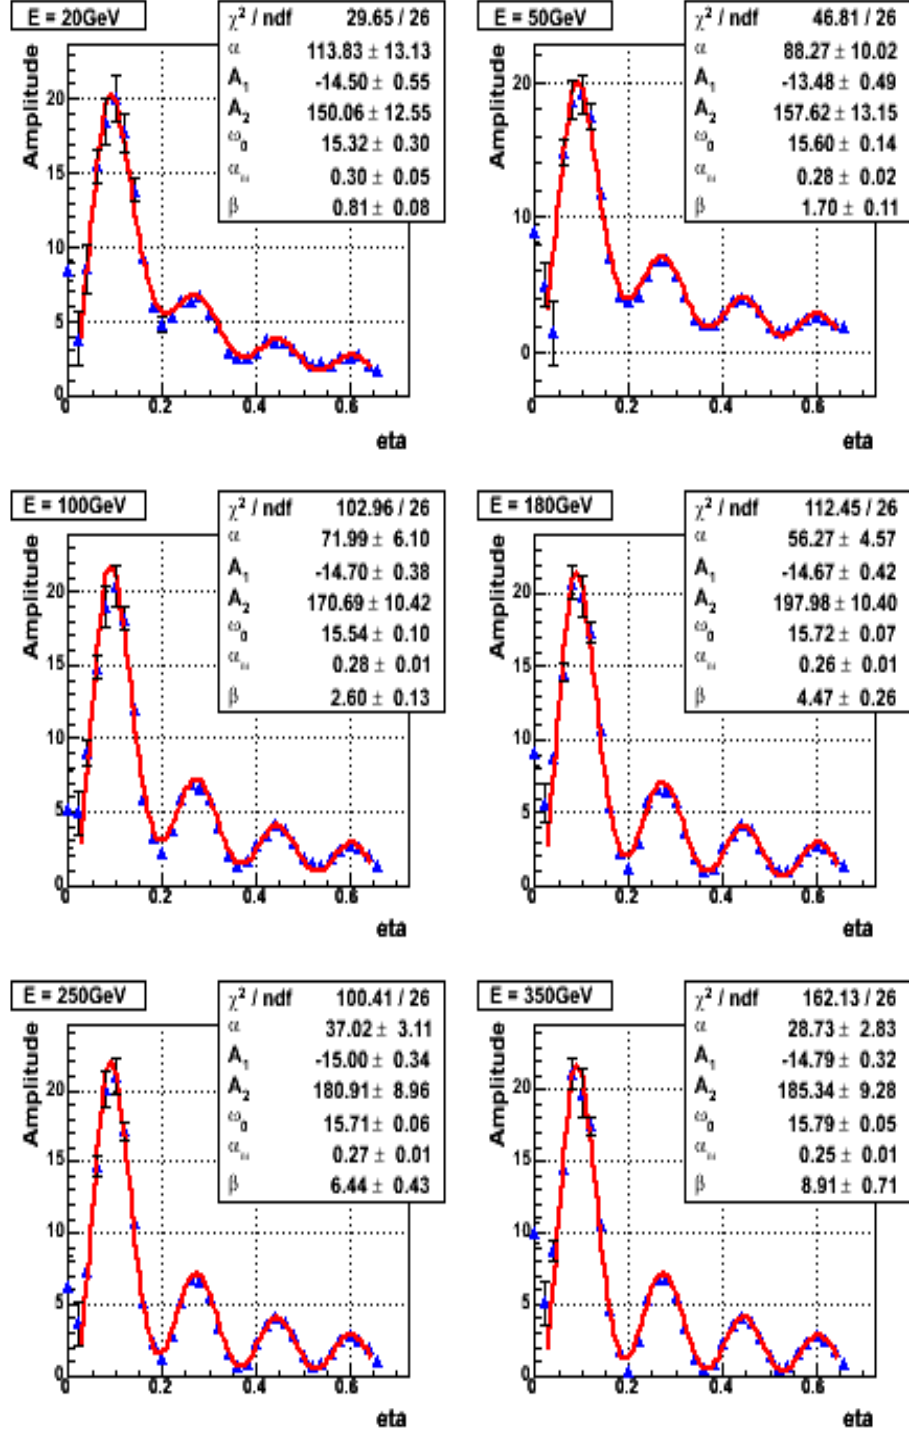 E = 20GeV
χ² / ndf 29.65 / 26
α 113.83 ± 13.13
A₁ -14.50 ± 0.55
A₂ 150.06 ± 12.55
ω₀ 15.32 ± 0.30
α 0.30 ± 0.05
β 0.81 ± 0.08
Amplitude
20
15
10
5
0
0 0.2 0.4 0.6
eta
E = 50GeV
χ² / ndf 46.81 / 26
α 88.27 ± 10.02
A₁ -13.48 ± 0.49
A₂ 157.62 ± 13.15
ω₀ 15.60 ± 0.14
α 0.28 ± 0.02
β 1.70 ± 0.11
Amplitude
20
10
0
0 0.2 0.4 0.6
eta
E = 100GeV
χ² / ndf 102.96 / 26
α 71.99 ± 6.10
A₁ -14.70 ± 0.38
A₂ 170.69 ± 10.42
ω₀ 15.54 ± 0.10
α 0.28 ± 0.01
β 2.60 ± 0.13
Amplitude
20
15
10
5
0
0 0.2 0.4 0.6
eta
E = 180GeV
χ² / ndf 112.45 / 26
α 56.27 ± 4.57
A₁ -14.67 ± 0.42
A₂ 197.98 ± 10.40
ω₀ 15.72 ± 0.07
α 0.26 ± 0.01
β 4.47 ± 0.26
Amplitude
20
15
10
5
0
0 0.2 0.4 0.6
eta
E = 250GeV
χ² / ndf 100.41 / 26
α 37.02 ± 3.11
A₁ -15.00 ± 0.34
A₂ 180.91 ± 8.96
ω₀ 15.71 ± 0.06
α 0.27 ± 0.01
β 6.44 ± 0.43
Amplitude
20
15
10
5
0
0 0.2 0.4 0.6
eta
E = 350GeV
χ² / ndf 162.13 / 26
α 28.73 ± 2.83
A₁ -14.79 ± 0.32
A₂ 185.34 ± 9.28
ω₀ 15.79 ± 0.05
α 0.25 ± 0.01
β 8.91 ± 0.71
Amplitude
20
15
10
5
0
0 0.2 0.4 0.6
eta